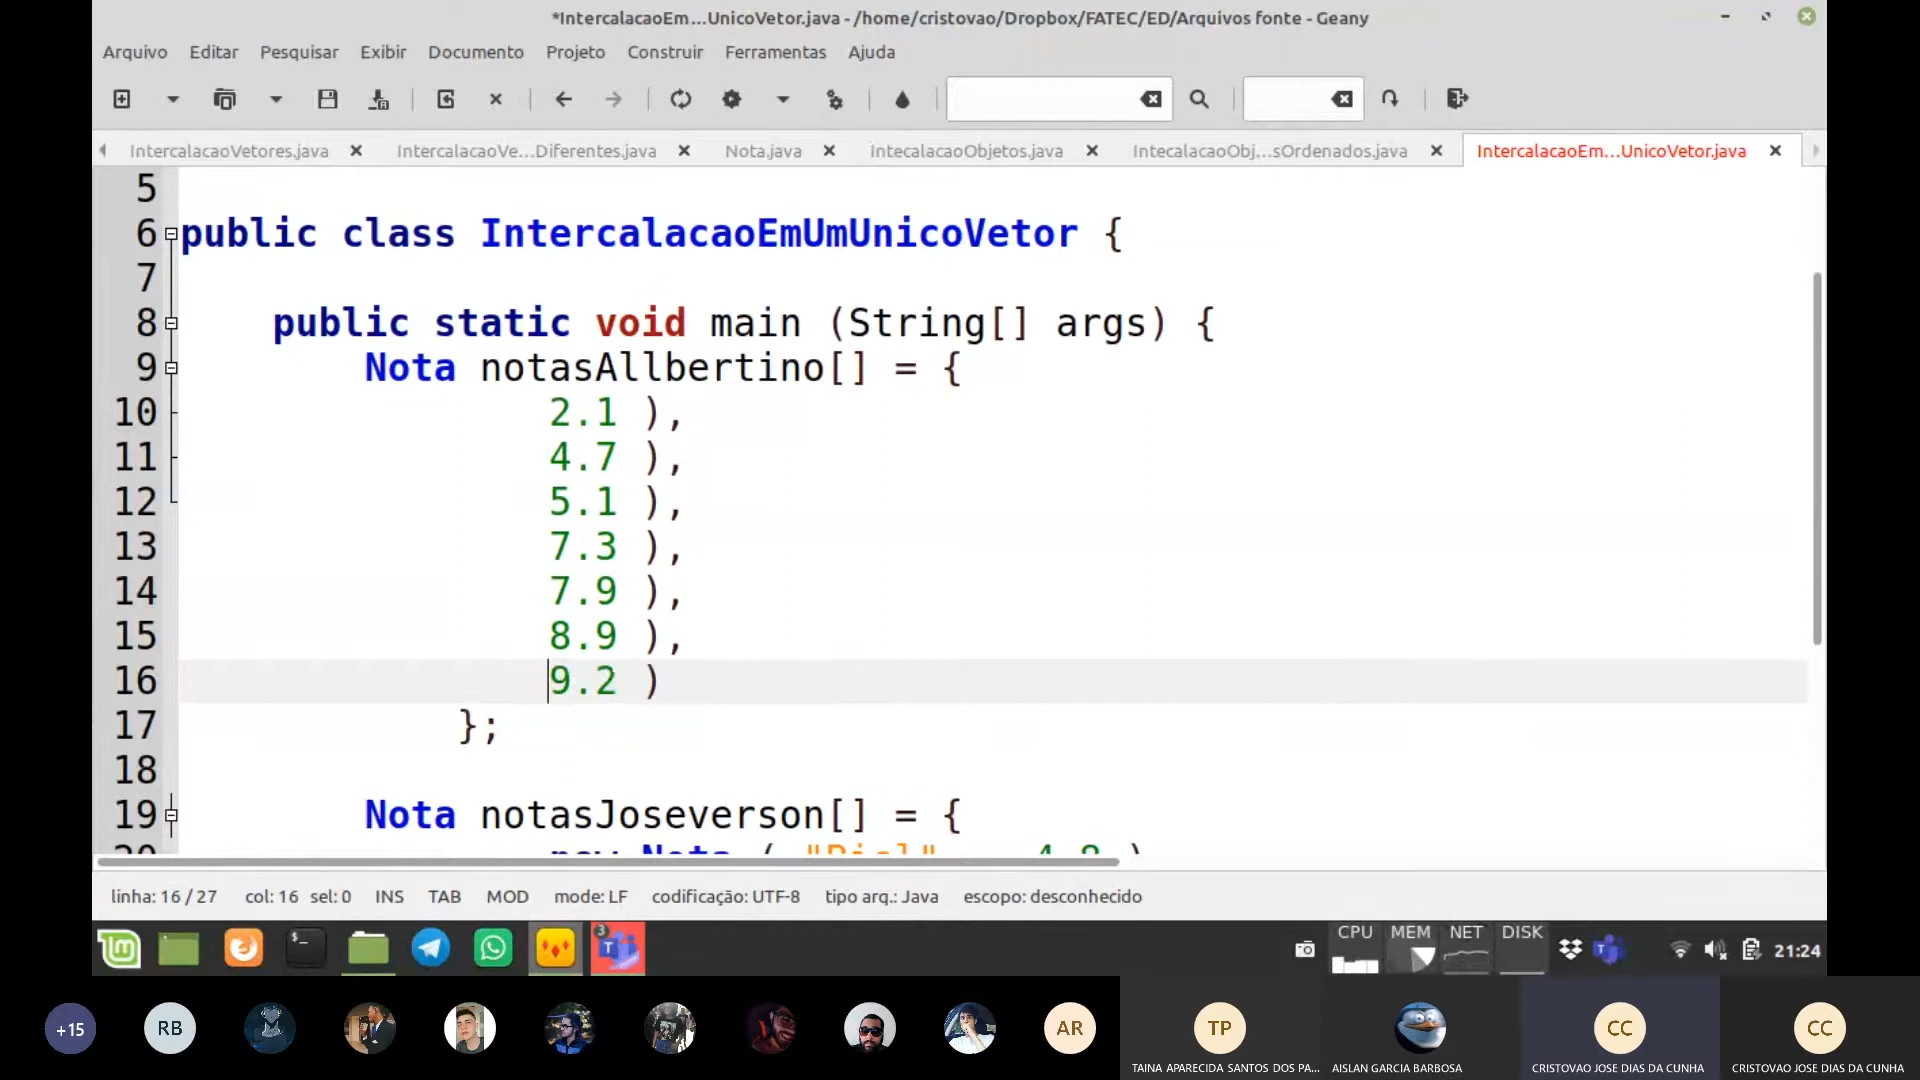 *IntercalacaoEm...UnicoVetor.java - /home/cristovao/Dropbox/FATEC/ED/Arquivos fonte - Geany
Arquivo Editar Pesquisar Exibir Documento Projeto Construir Ferramentas Ajuda
IntercalacaoVetores.java IntercalacaoVe...Diferentes.java Nota.java IntecalacaoObjetos.java IntecalacaoObj...sOrdenados.java IntercalacaoEm...UnicoVetor.java
5
6 public class IntercalacaoEmUmUnicoVetor {
7
8 public static void main (String[] args) {
9 Nota notasAllbertino[] = {
10 2.1 ),
11 4.7 ),
12 5.1 ),
13 7.3 ),
14 7.9 ),
15 8.9 ),
16 9.2 )
17 };
18
19 Nota notasJoseverson[] = {
20 new Nota (
linha: 16 / 27 col: 16 sel: 0 INS TAB MOD mode: LF codificação: UTF-8 tipo arq.: Java escopo: desconhecido
3
CPU MEM NET DISK
21:24
+15 RB AR TP CC CC
TAINA APARECIDA SANTOS DOS PA... AISLAN GARCIA BARBOSA CRISTOVAO JOSE DIAS DA CUNHA CRISTOVAO JOSE DIAS DA CUNHA